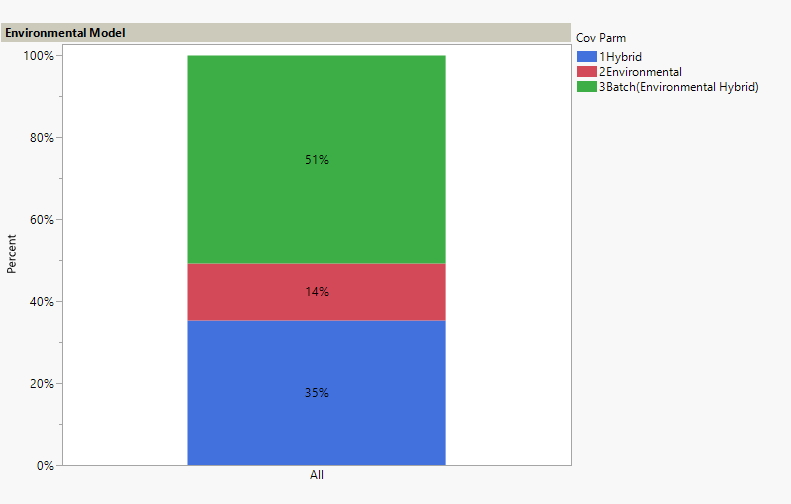 Environmental Model
Cov Parm
1Hybrid
2Environmental
3Batch(Environmental Hybrid)
Percent
100%
80%
60%
40%
20%
0%
51%
14%
35%
All